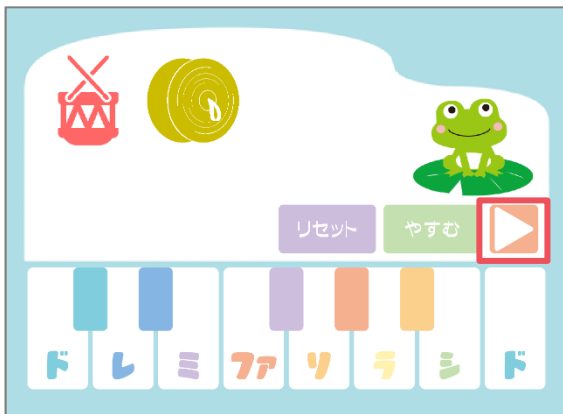 リセット やすむ
ド レ ミ ファ ソ ラ シ ド